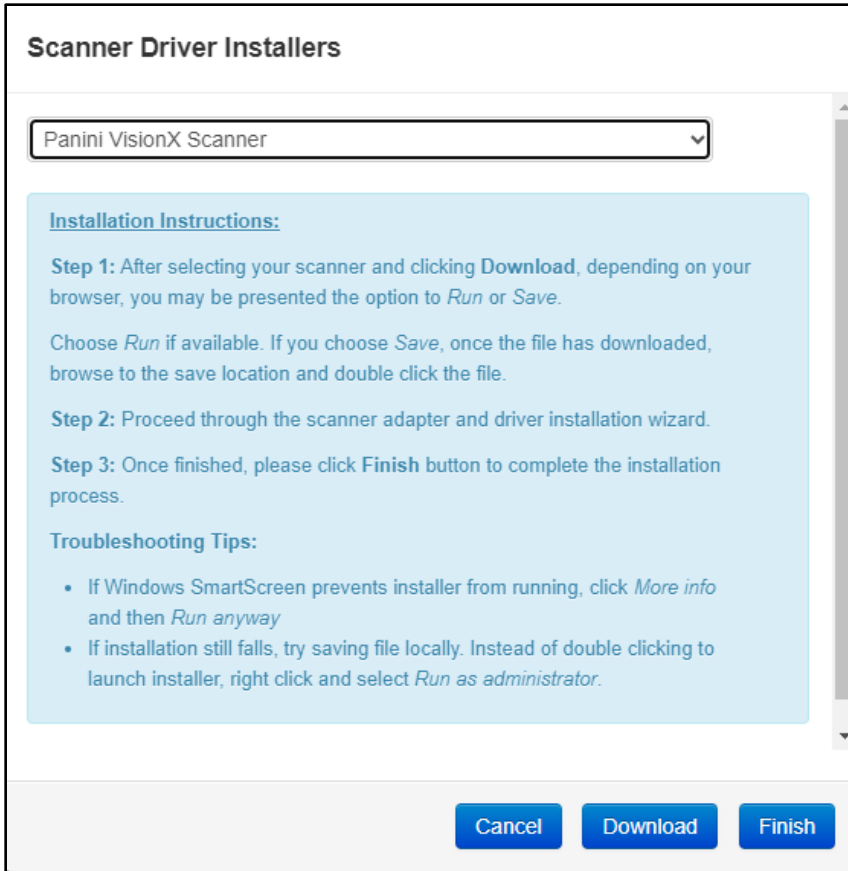 Scanner Driver Installers
Panini VisionX Scanner
Installation Instructions:
Step 1: After selecting your scanner and clicking Download, depending on your
browser, you may be presented the option to Run or Save.
Choose Run if available. If you choose Save, once the file has downloaded,
browse to the save location and double click the file.
Step 2: Proceed through the scanner adapter and driver installation wizard.
Step 3: Once finished, please click Finish button to complete the installation
process.
Troubleshooting Tips:
• If Windows SmartScreen prevents installer from running, click More info
and then Run anyway
• If installation still falls, try saving file locally. Instead of double clicking to
launch installer, right click and select Run as administrator.
Cancel Download Finish